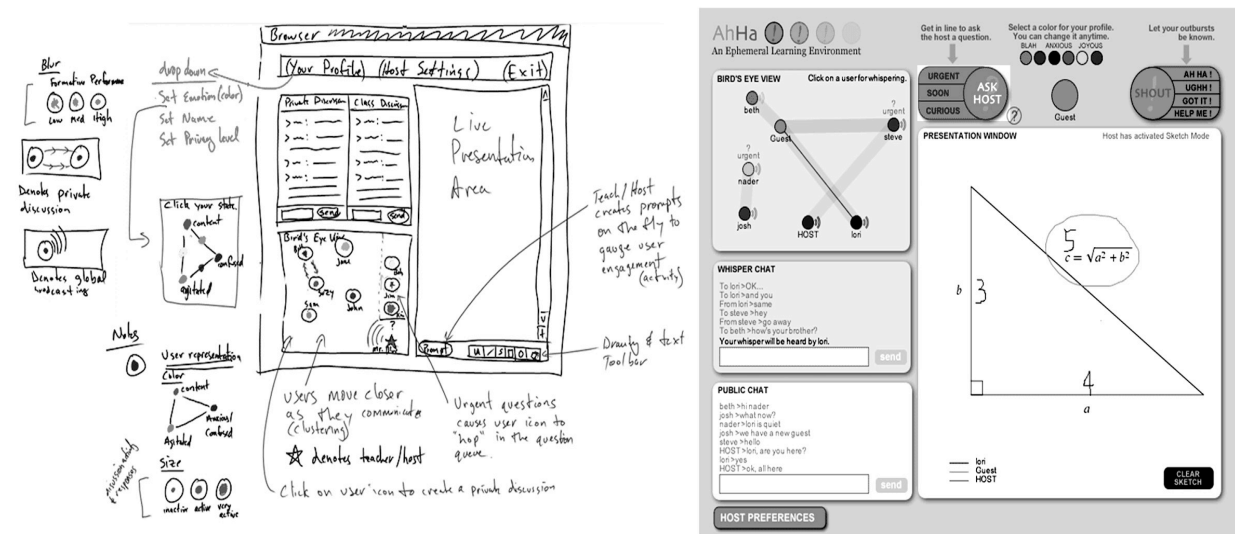 Browser
(Your Profile) (Host Settings) (Exit)
Blur
Formative Performance
Low Med High
Denotes private
discussion
Denotes global
drop down
Set Emotion (color)
Set Name
Set Privacy level
Click your state
content
confused
agitated
Private Discussion
Class Discussion
Send
Send
Live
Presentation
Area
Bird's Eye View
Jane
Suzy
Sam
John
Jim
?
Prompt
Teach/Host
creates prompts
on the fly to
gauge user
engagement
(activity)
Drawing & text
Toolbar
Notes
User representation
Color
content
Anxious/
Confused
Agitated
Size
inactive active very
active
users move closer
as they communicate
(clustering)
☆ denotes teacher/host
Click on user icon to create a private discussion
Urgent questions
causes user icon to
"hop" in the question
queue.
AhHa
An Ephemeral Learning Environment
Get in line to ask
the host a question.
URGENT
SOON
CURIOUS
ASK
HOST
?
Select a color for your profile.
You can change it anytime.
BLAH ANXIOUS JOYOUS
Guest
Let your outbursts
be known.
SHOUT
AH HA !
UGHH !
GOT IT !
HELP ME !
BIRD'S EYE VIEW Click on a user for whispering.
beth
Guest
?
urgent
steve
?
urgent
nader
josh
HOST
lori
WHISPER CHAT
To lori >OK...
To lori >and you
From lori >same
To steve >hey
From steve >go away
To beth >how's your brother?
Your whisper will be heard by lori.
send
PUBLIC CHAT
beth >hi nader
josh >what now?
nader >lori is quiet
josh >we have a new guest
steve >hello
HOST >lori, are you here?
lori >yes
HOST >ok, all here
send
HOST PREFERENCES
PRESENTATION WINDOW Host has activated Sketch Mode
5
c = √a² + b²
b 3
4
a
lori
Guest
HOST
CLEAR
SKETCH